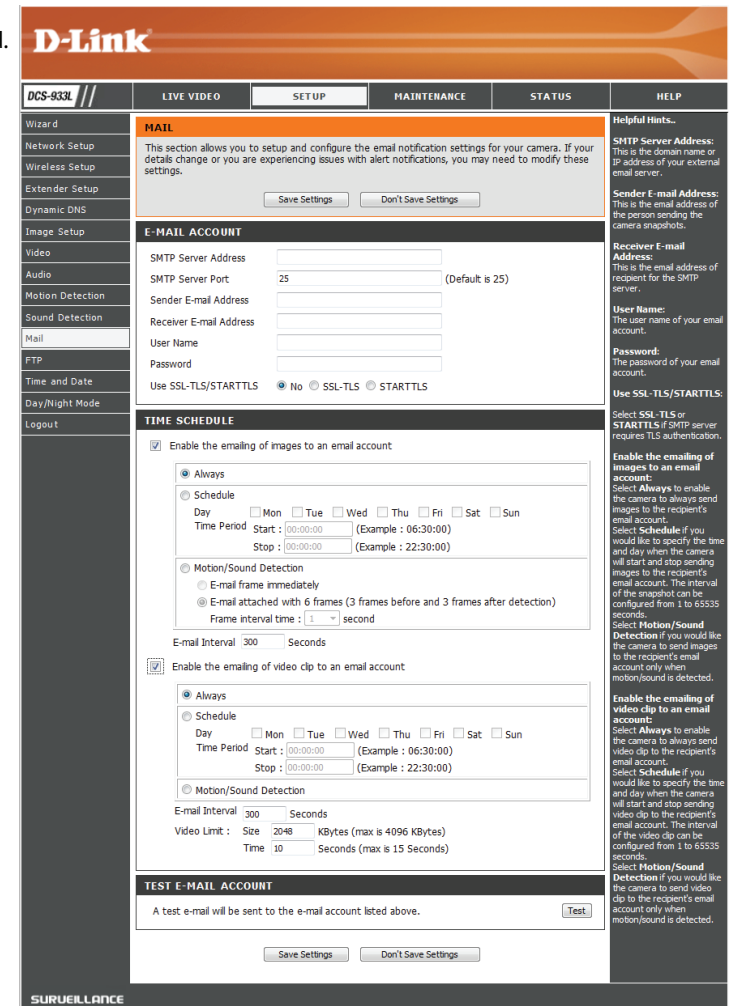 l.
D-Link
DCS-933L
LIVE VIDEO
SETUP
MAINTENANCE
STATUS
HELP
Wizard
Network Setup
Wireless Setup
Extender Setup
Dynamic DNS
Image Setup
Video
Audio
Motion Detection
Sound Detection
Mail
FTP
Time and Date
Day/Night Mode
Logout
MAIL
This section allows you to setup and configure the email notification settings for your camera. If your
details change or you are experiencing issues with alert notifications, you may need to modify these
settings.
Save Settings Don't Save Settings
E-MAIL ACCOUNT
SMTP Server Address
SMTP Server Port 25 (Default is 25)
Sender E-mail Address
Receiver E-mail Address
User Name
Password
Use SSL-TLS/STARTTLS No SSL-TLS STARTTLS
TIME SCHEDULE
Enable the emailing of images to an email account
Always
Schedule
Day Mon Tue Wed Thu Fri Sat Sun
Time Period Start : 00:00:00 (Example : 06:30:00)
Stop : 00:00:00 (Example : 22:30:00)
Motion/Sound Detection
E-mail frame immediately
E-mail attached with 6 frames (3 frames before and 3 frames after detection)
Frame interval time : 1 second
E-mail Interval 300 Seconds
Enable the emailing of video clip to an email account
Always
Schedule
Day Mon Tue Wed Thu Fri Sat Sun
Time Period Start : 00:00:00 (Example : 06:30:00)
Stop : 00:00:00 (Example : 22:30:00)
Motion/Sound Detection
E-mail Interval 300 Seconds
Video Limit : Size 2048 KBytes (max is 4096 KBytes)
Time 10 Seconds (max is 15 Seconds)
TEST E-MAIL ACCOUNT
A test e-mail will be sent to the e-mail account listed above. Test
Save Settings Don't Save Settings
Helpful Hints..
SMTP Server Address:
This is the domain name or
IP address of your external
email server.
Sender E-mail Address:
This is the email address of
the person sending the
camera snapshots.
Receiver E-mail
Address:
This is the email address of
recipient for the SMTP
server.
User Name:
The user name of your email
account.
Password:
The password of your email
account.
Use SSL-TLS/STARTTLS:
Select SSL-TLS or
STARTTLS if SMTP server
requires TLS authentication.
Enable the emailing of
images to an email
account:
Select Always to enable
the camera to always send
images to the recipient's
email account.
Select Schedule if you
would like to specify the time
and day when the camera
will start and stop sending
images to the recipient's
email account. The interval
of the snapshot can be
configured from 1 to 65535
seconds.
Select Motion/Sound
Detection if you would like
the camera to send images
to the recipient's email
account only when
motion/sound is detected.
Enable the emailing of
video clip to an email
account:
Select Always to enable
the camera to always send
video clip to the recipient's
email account.
Select Schedule if you
would like to specify the time
and day when the camera
will start and stop sending
video clip to the recipient's
email account. The interval
of the video clip can be
configured from 1 to 65535
seconds.
Select Motion/Sound
Detection if you would like
the camera to send video
clip to the recipient's email
account only when
motion/sound is detected.
SURVEILLANCE